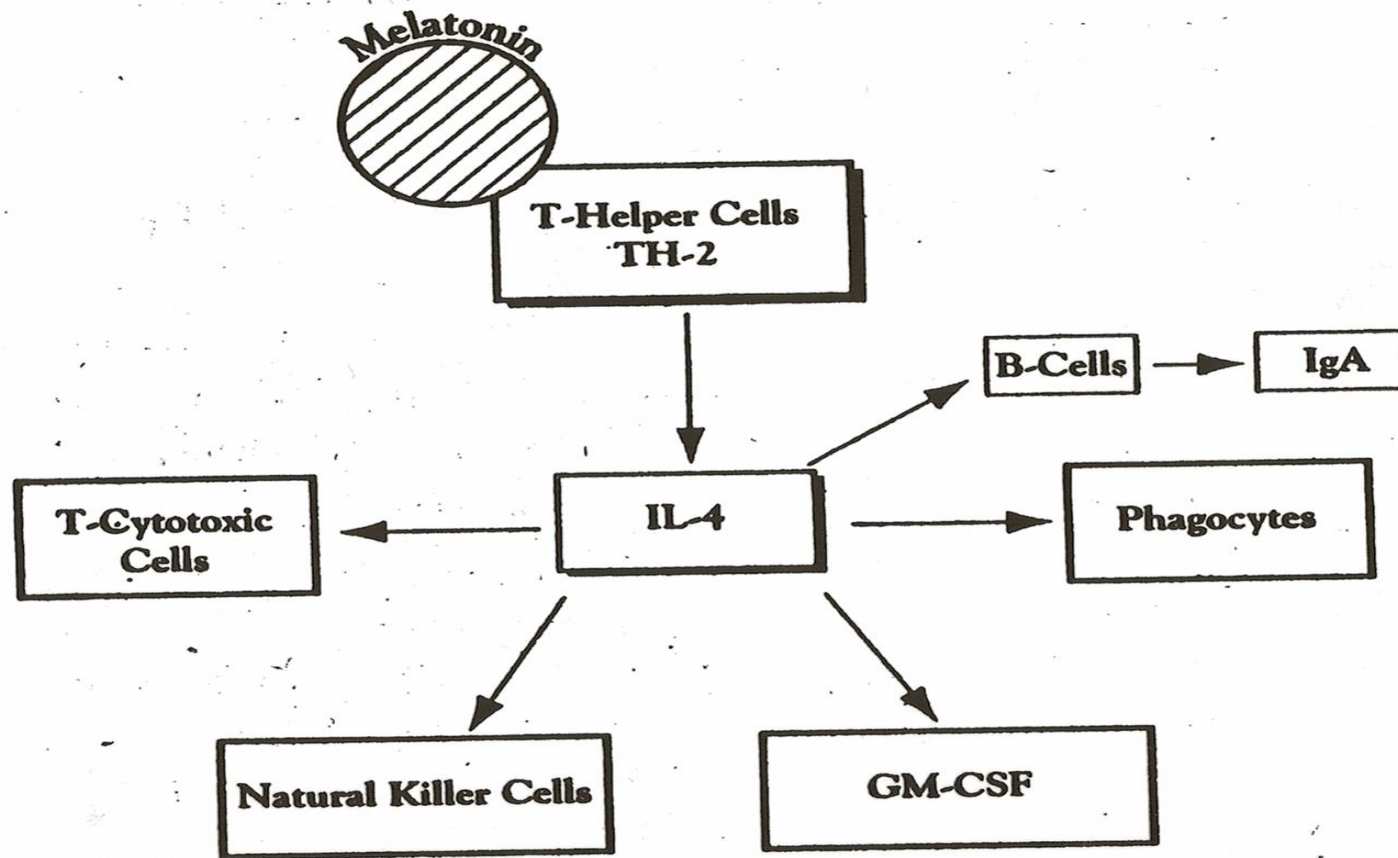 Melatonin
T-Helper Cells
TH-2
B-Cells
IgA
T-Cytotoxic
Cells
IL-4
Phagocytes
Natural Killer Cells
GM-CSF